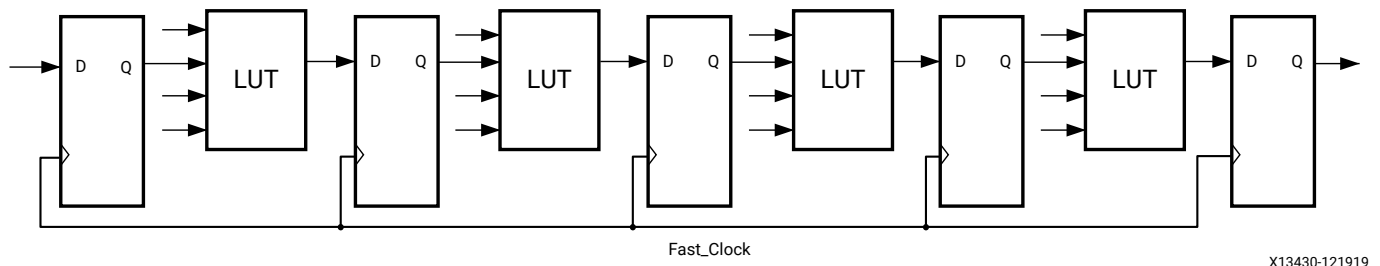 D Q LUT D Q LUT D Q LUT D Q LUT D Q
Fast_Clock
X13430-121919